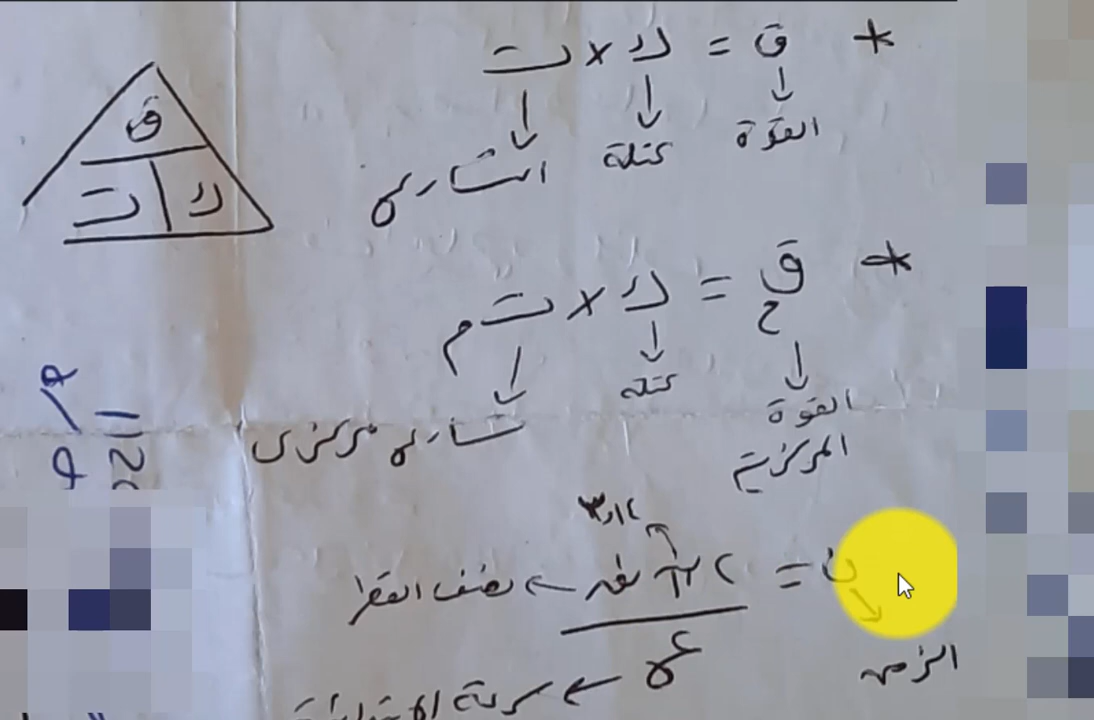 * ق = ك × ت
القوة كتلة التسارع
ق
ك ت
* ق ح = ك × ت م
القوة المركزية كتلة تسارع مركزي
٣٫١٤
ن = ٢ π نق ← نصف القطر
الزمن
ع ← سرعة